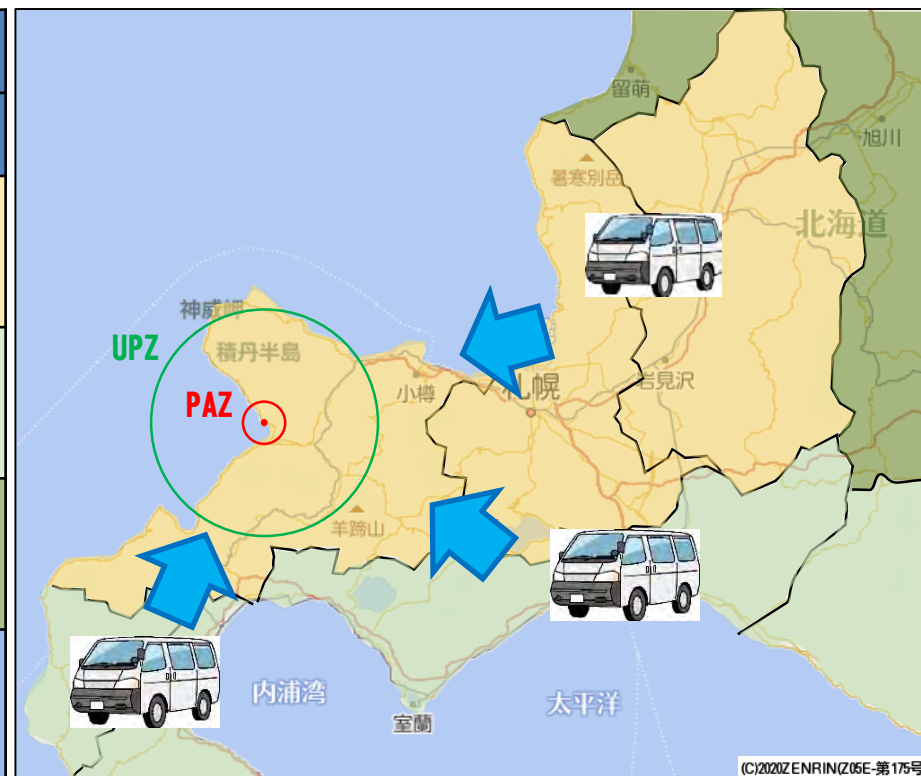 留萌
旭川
暑寒別岳
北海道
神威岬
積丹半島
UPZ
PAZ
小樽
札幌
岩見沢
羊蹄山
内浦湾
室蘭
太平洋
(C)2020ZENRIN(Z05E-第175号